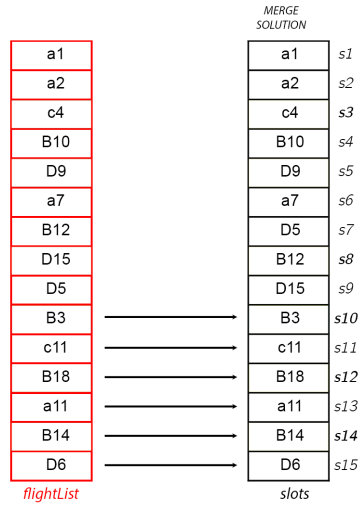 MERGE
SOLUTION
a1 a1 s1
a2 a2 s2
c4 c4 s3
B10 B10 s4
D9 D9 s5
a7 a7 s6
B12 D5 s7
D15 B12 s8
D5 D15 s9
B3 B3 s10
c11 c11 s11
B18 B18 s12
a11 a11 s13
B14 B14 s14
D6 D6 s15
flightList slots